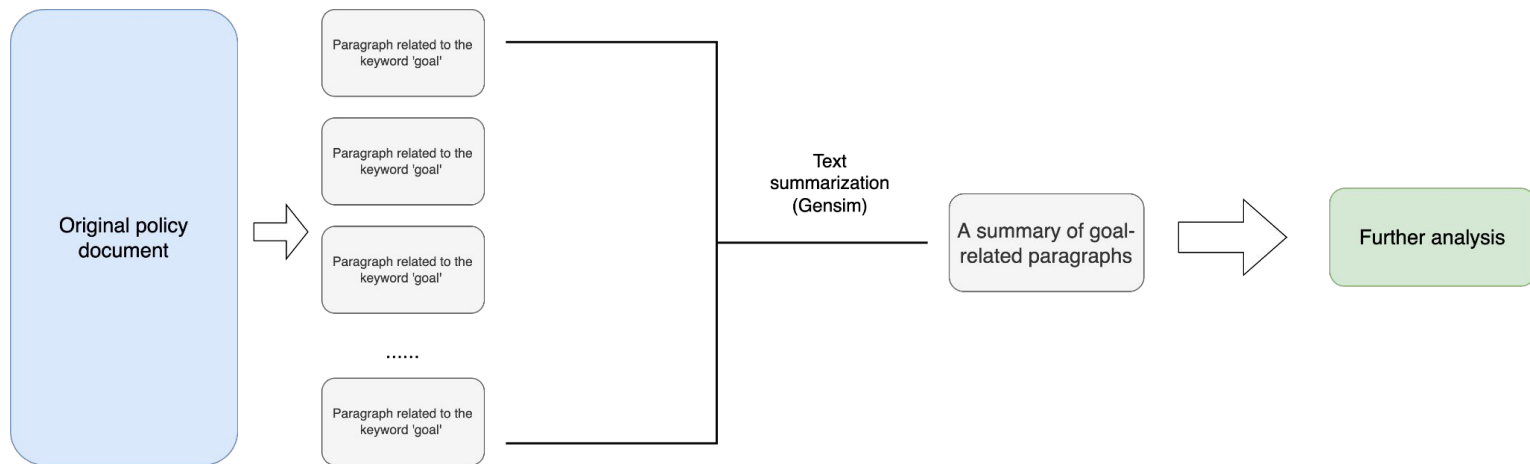 Original policy
document
Paragraph related to the
keyword 'goal'
Paragraph related to the
keyword 'goal'
Paragraph related to the
keyword 'goal'
......
Paragraph related to the
keyword 'goal'
Text
summarization
(Gensim)
A summary of goal-
related paragraphs
Further analysis